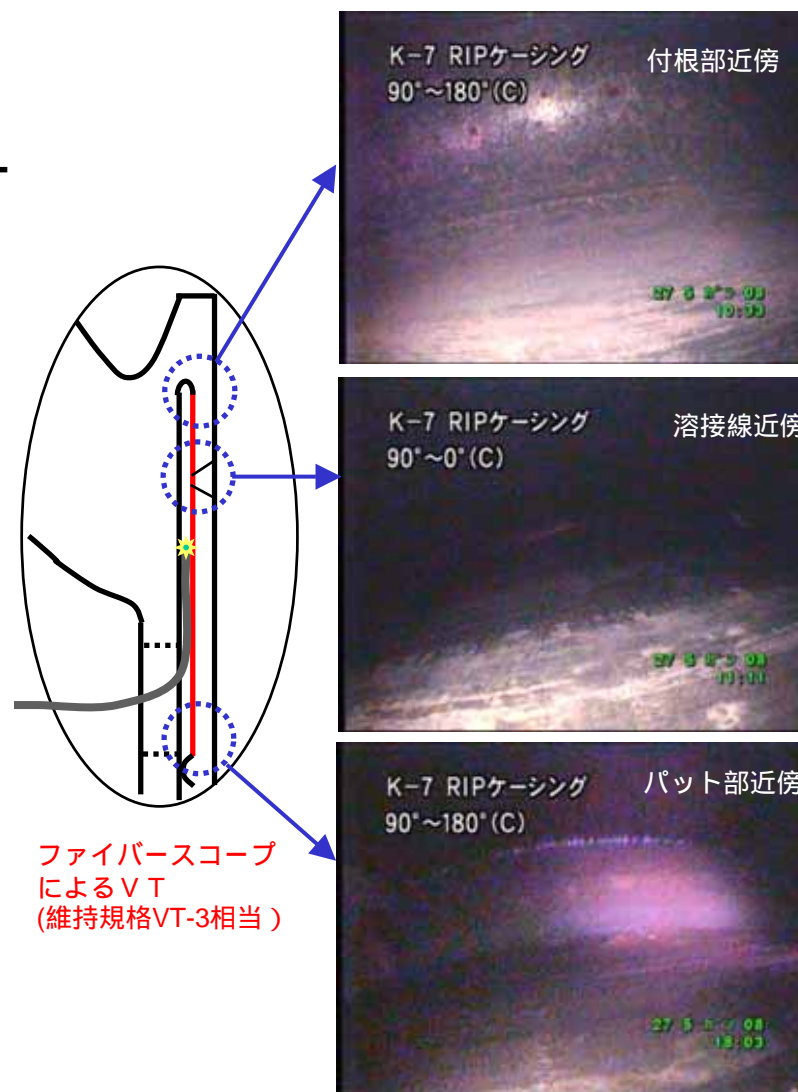 K-7 RIPケーシング
付根部近傍
90°~180°(C)
K-7 RIPケーシング
溶接線近傍
90°~0°(C)
K-7 RIPケーシング
パット部近傍
90°~180°(C)
18:03
ファイバースコープ
によるVT
(維持規格VT-3相当)